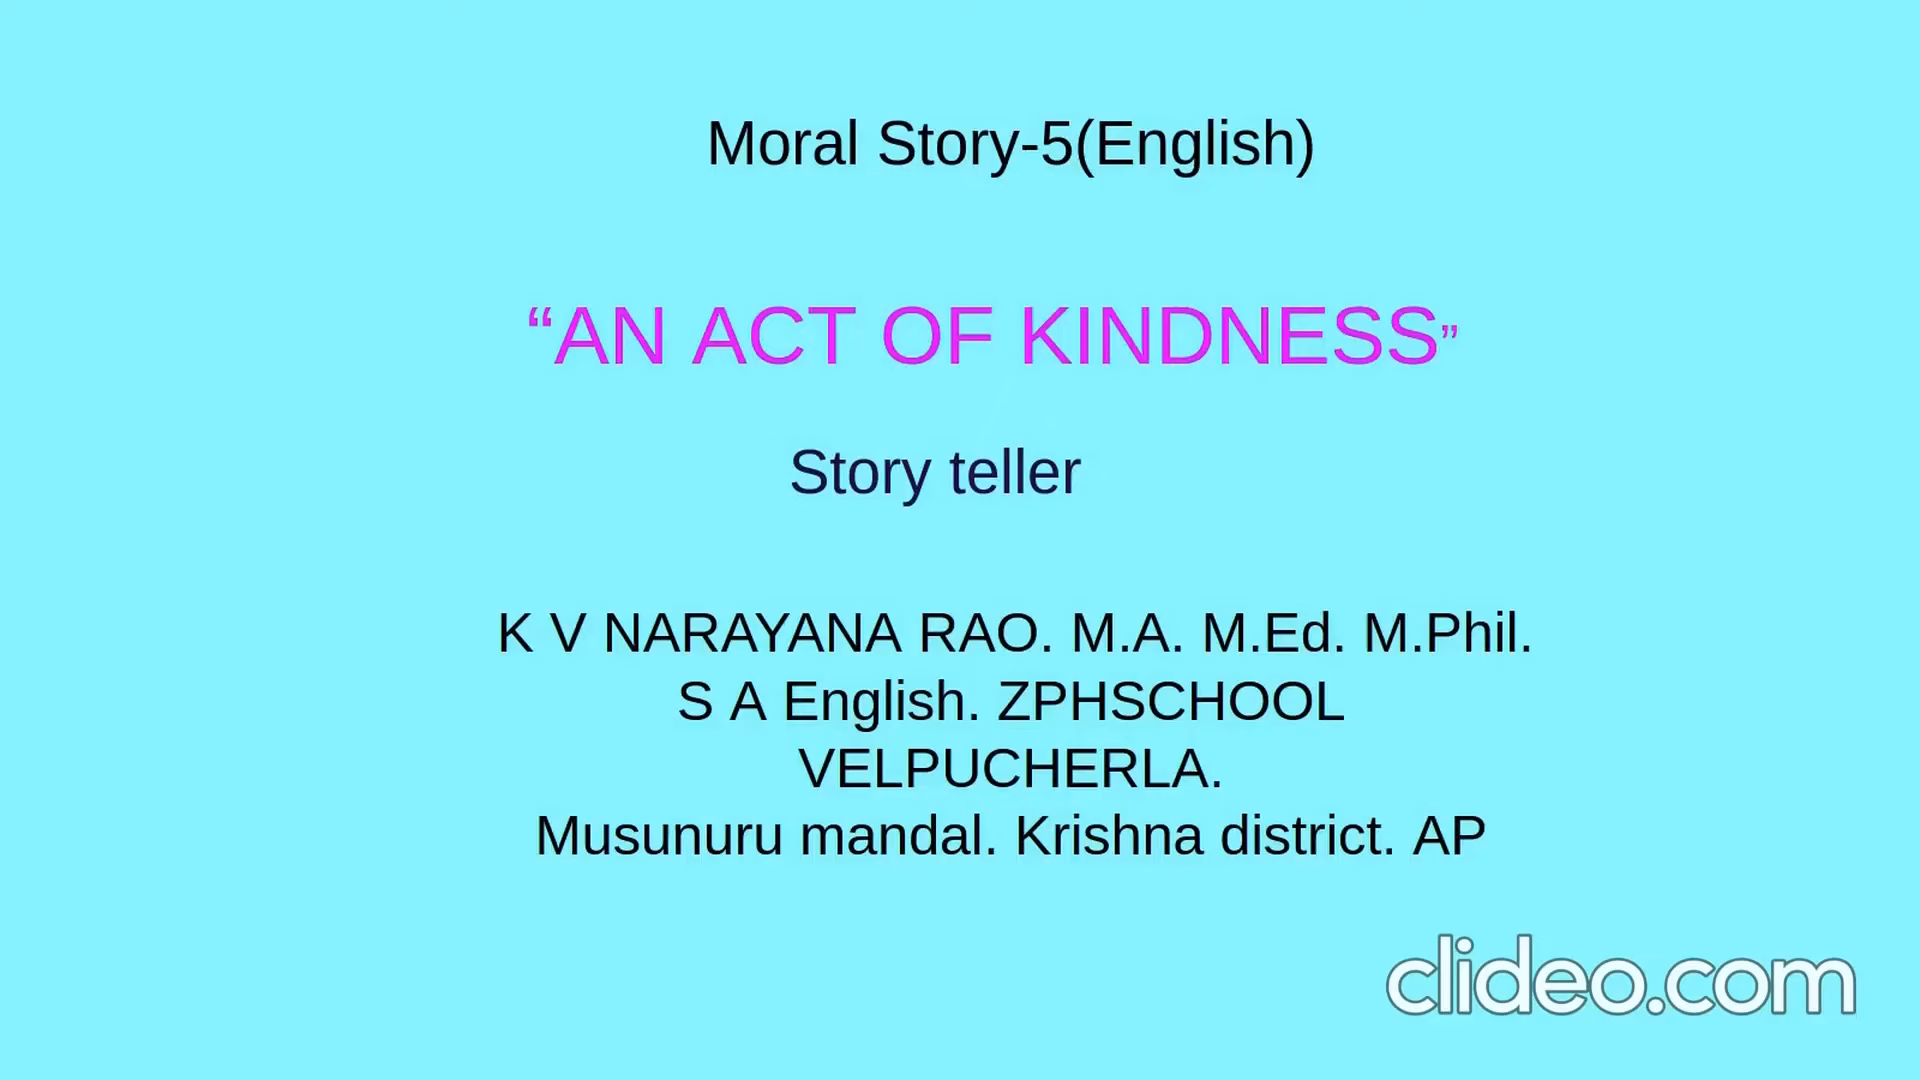 Moral Story-5(English)
“AN ACT OF KINDNESS”
Story teller
K V NARAYANA RAO. M.A. M.Ed. M.Phil.
S A English. ZPHSCHOOL
VELPUCHERLA.
Musunuru mandal. Krishna district. AP
clideo.com